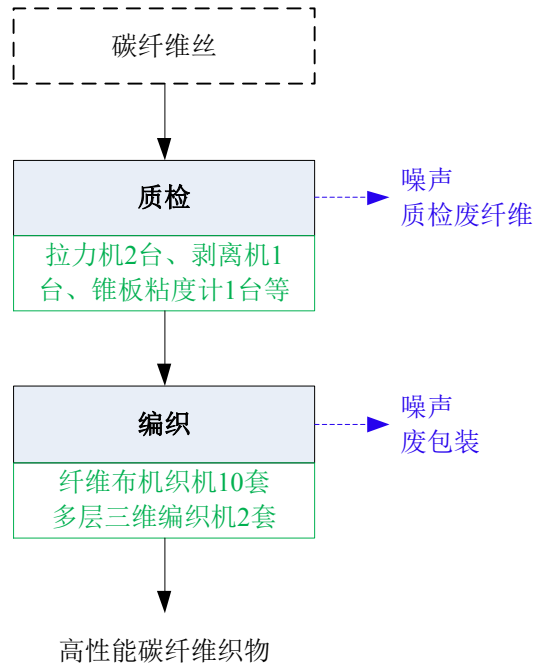 碳纤维丝
质检
噪声
质检废纤维
拉力机2台、剥离机1
台、锥板粘度计1台等
编织
噪声
废包装
纤维布机织机10套
多层三维编织机2套
高性能碳纤维织物